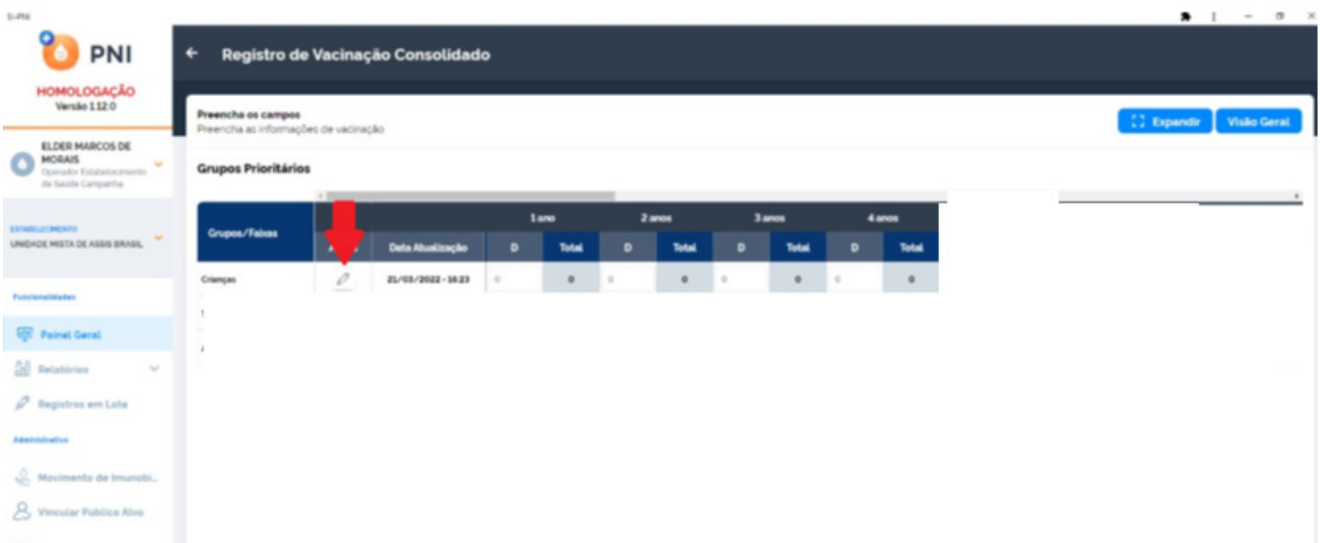 SI-PNI
PNI
HOMOLOGAÇÃO
Versão 1.12.0
ELDER MARCOS DE
MORAIS
Operador Estabelecimento
de Saúde Campanha
ESTABELECIMENTO
UNIDADE MISTA DE ASSIS BRASIL
Funcionalidades
Painel Geral
Relatórios
Registros em Lote
Administrativo
Movimento de Imunobi...
Vincular Público Alvo
Registro de Vacinação Consolidado
Preencha os campos
Preencha as informações de vacinação
Expandir Visão Geral
Grupos Prioritários
Grupos/Faixas 1 ano 2 anos 3 anos 4 anos
Data Atualização D Total D Total D Total D Total
Crianças 21/03/2022 - 16:23 0 0 0 0 0 0 0 0